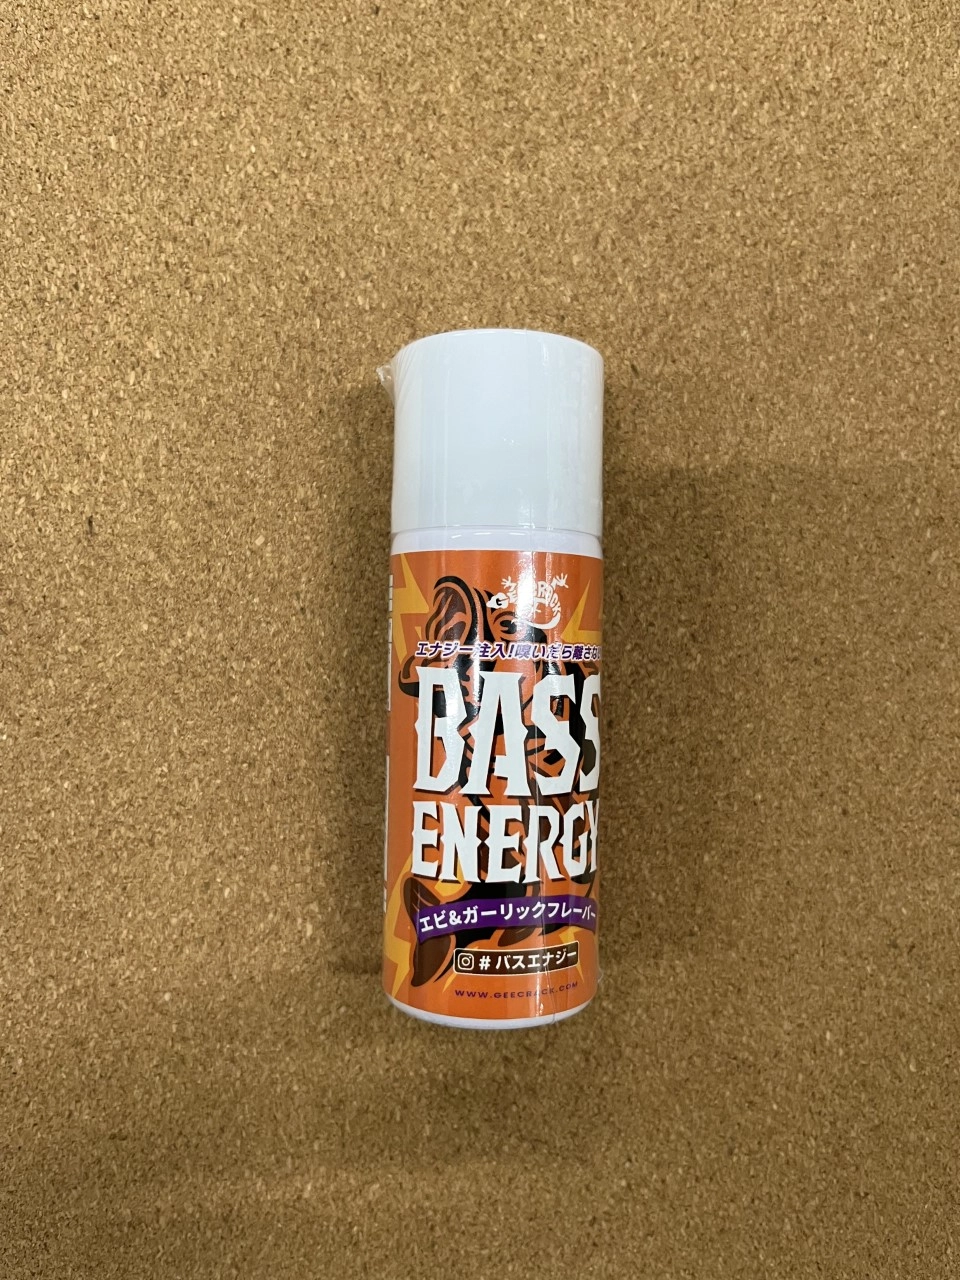 GEECRACK
エナジー注入!嗅いだら離さな
BASS
ENERGY
エビ&ガーリックフレーバー
# バスエナジー
WWW.GEECRACK.COM